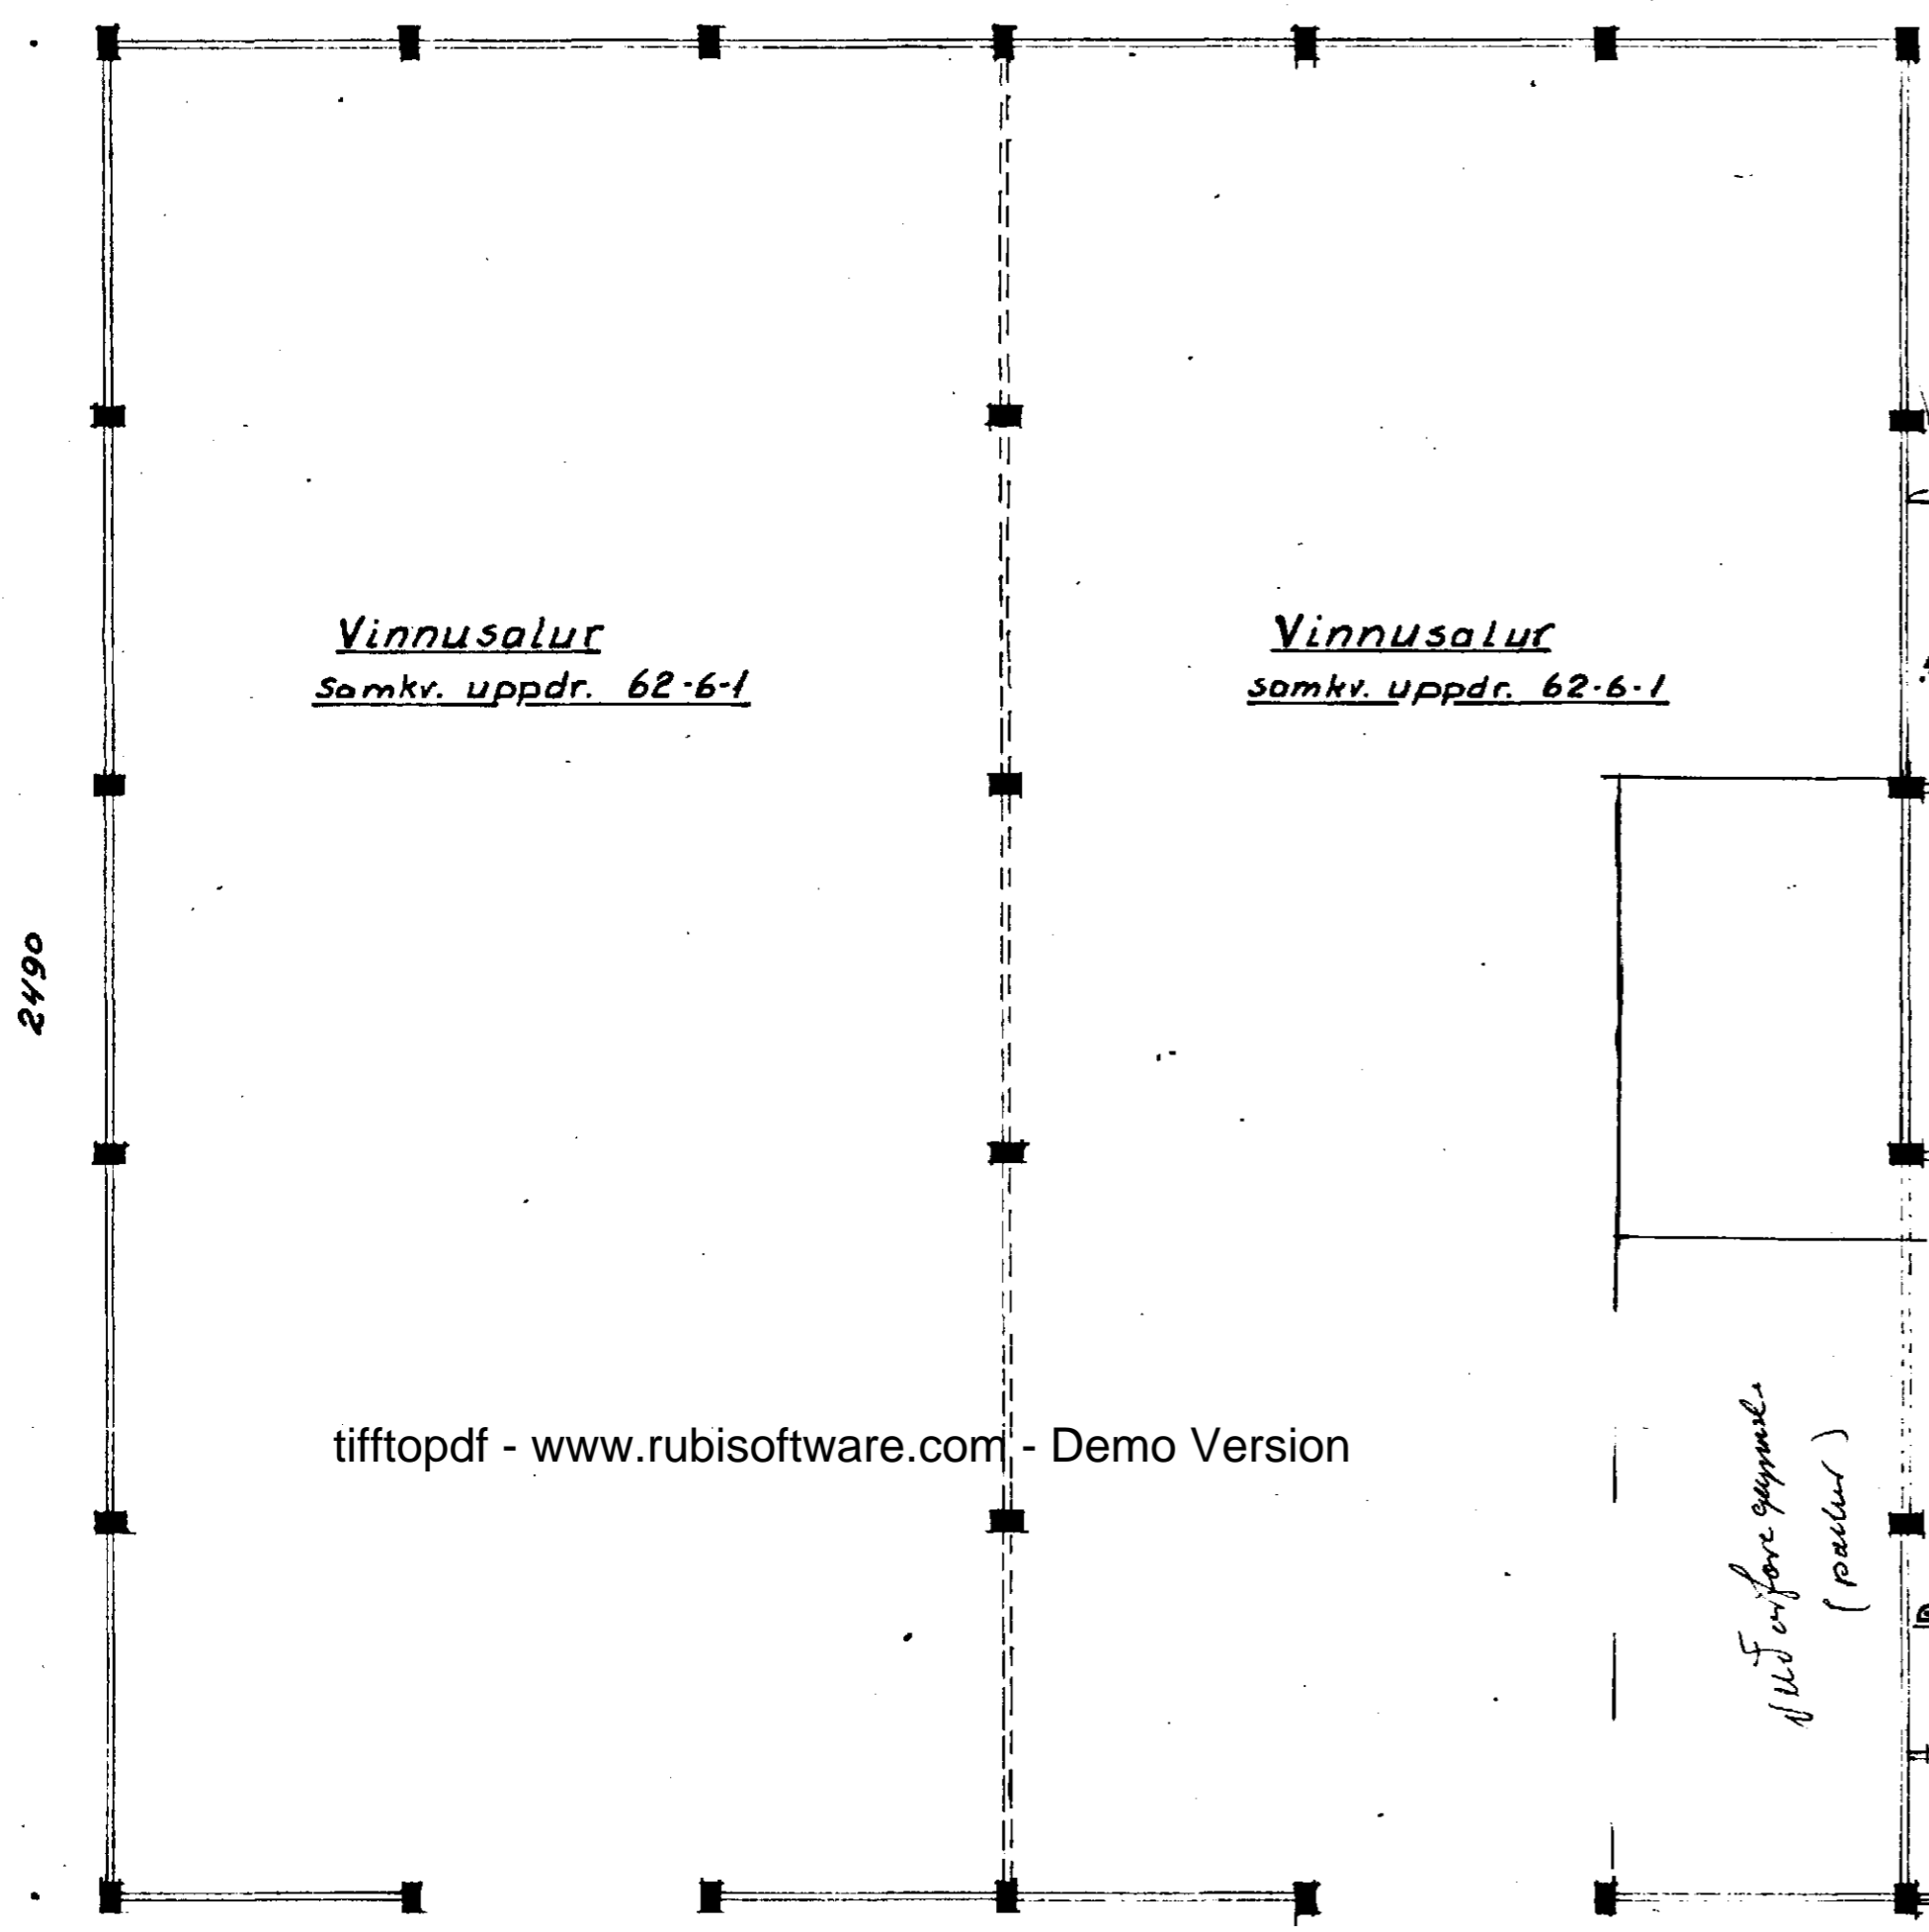 Vinnusalur
samkv. uppdr. 62-6-1
Vinnusalur
samkv. uppdr. 62-6-1
2490
tifftopdf - www.rubisoftware.com - Demo Version
(pallur)